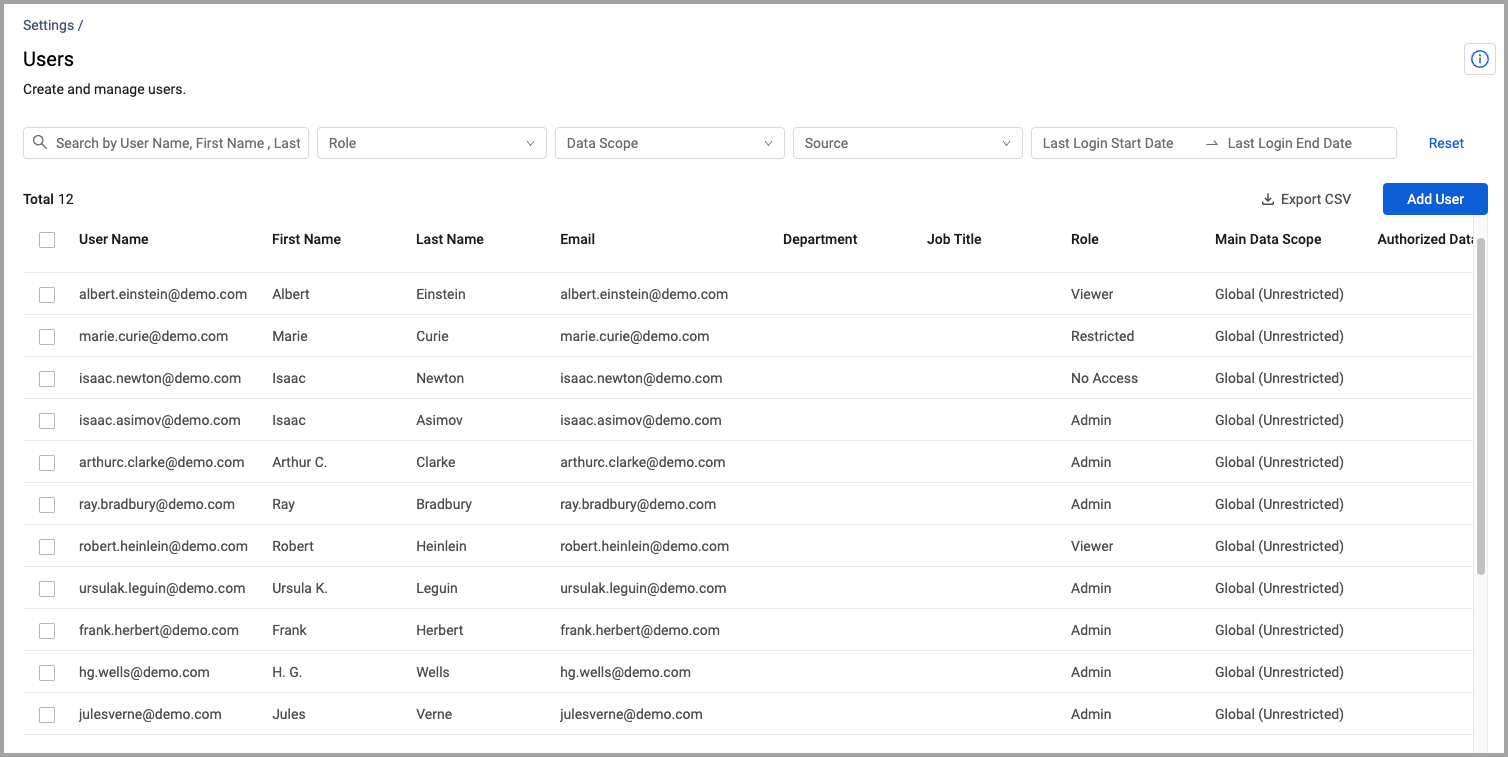 Settings /
Users
Create and manage users.
Search by User Name, First Name , Last Role Data Scope Source Last Login Start Date → Last Login End Date Reset
Total 12 Export CSV Add User
User Name First Name Last Name Email Department Job Title Role Main Data Scope Authorized Data
albert.einstein@demo.com Albert Einstein albert.einstein@demo.com Viewer Global (Unrestricted)
marie.curie@demo.com Marie Curie marie.curie@demo.com Restricted Global (Unrestricted)
isaac.newton@demo.com Isaac Newton isaac.newton@demo.com No Access Global (Unrestricted)
isaac.asimov@demo.com Isaac Asimov isaac.asimov@demo.com Admin Global (Unrestricted)
arthurc.clarke@demo.com Arthur C. Clarke arthurc.clarke@demo.com Admin Global (Unrestricted)
ray.bradbury@demo.com Ray Bradbury ray.bradbury@demo.com Admin Global (Unrestricted)
robert.heinlein@demo.com Robert Heinlein robert.heinlein@demo.com Viewer Global (Unrestricted)
ursulak.leguin@demo.com Ursula K. Leguin ursulak.leguin@demo.com Admin Global (Unrestricted)
frank.herbert@demo.com Frank Herbert frank.herbert@demo.com Admin Global (Unrestricted)
hg.wells@demo.com H. G. Wells hg.wells@demo.com Admin Global (Unrestricted)
julesverne@demo.com Jules Verne julesverne@demo.com Admin Global (Unrestricted)